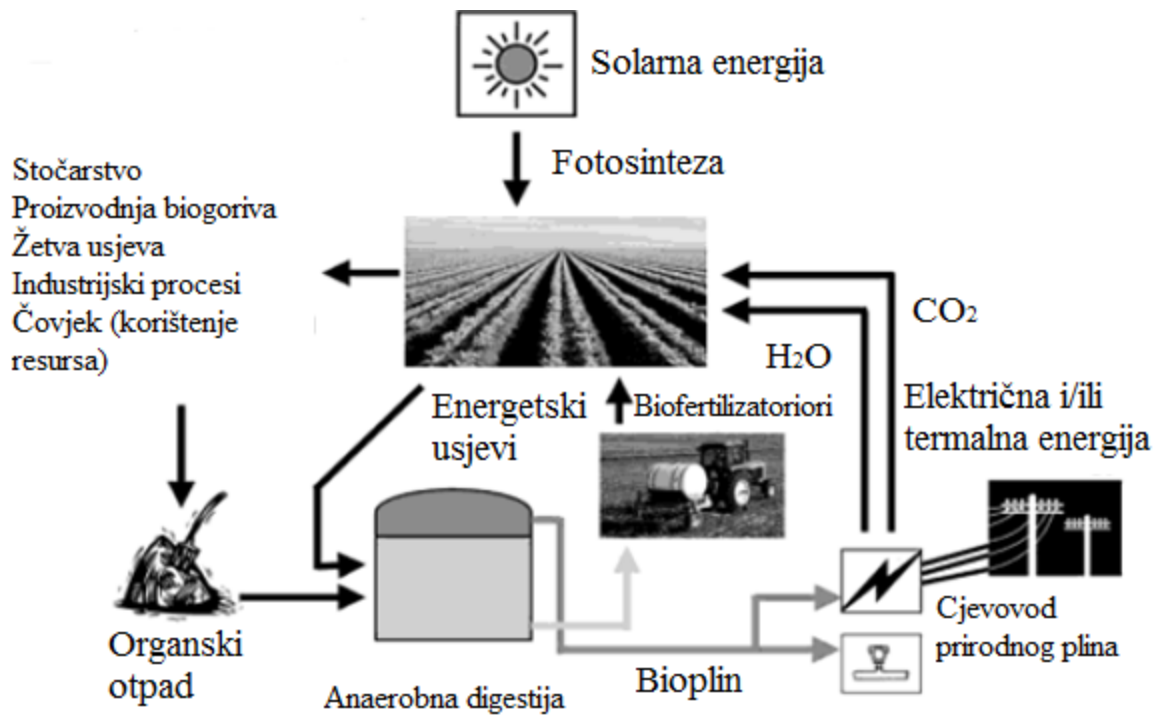 Solarna energija
Fotosinteza
Stočarstvo
Proizvodnja biogoriva
Žetva usjeva
Industrijski procesi
Čovjek (korištenje
resursa)
CO2
H2O
Energetski
usjevi
Biofertilizatoriori
Električna i/ili
termalna energija
Organski
otpad
Anaerobna digestija
Bioplin
Cjevovod
prirodnog plina